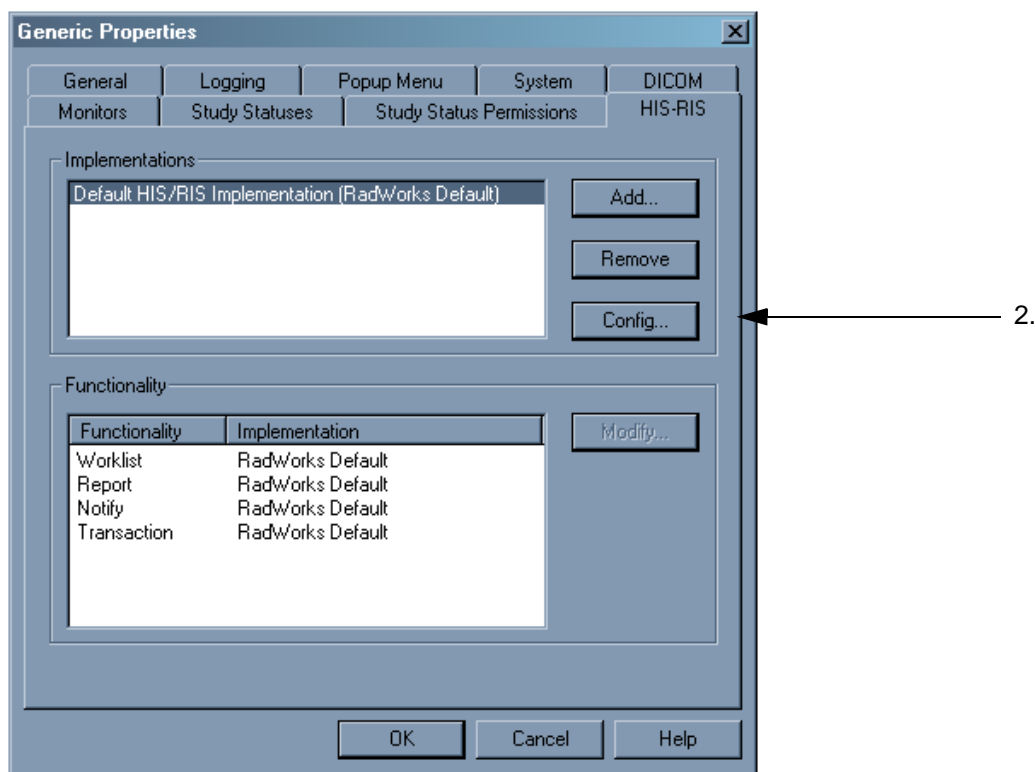 Generic Properties
General Logging Popup Menu System DICOM
Monitors Study Statuses Study Status Permissions HIS-RIS
Implementations
Default HIS/RIS Implementation (RadWorks Default)
Add...
Remove
Config...
2.
Functionality
Functionality Implementation
Modify...
Worklist RadWorks Default
Report RadWorks Default
Notify RadWorks Default
Transaction RadWorks Default
OK Cancel Help